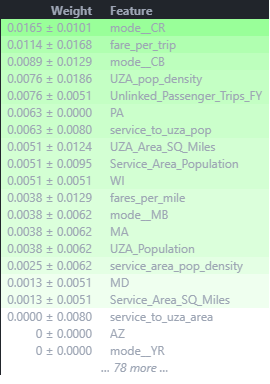 Weight Feature
0.0165 ± 0.0101 mode__CR
0.0114 ± 0.0168 fare_per_trip
0.0089 ± 0.0129 mode__CB
0.0076 ± 0.0186 UZA_pop_density
0.0076 ± 0.0051 Unlinked_Passenger_Trips_FY
0.0063 ± 0.0000 PA
0.0063 ± 0.0080 service_to_uza_pop
0.0051 ± 0.0124 UZA_Area_SQ_Miles
0.0051 ± 0.0095 Service_Area_Population
0.0051 ± 0.0051 WI
0.0038 ± 0.0129 fares_per_mile
0.0038 ± 0.0062 mode__MB
0.0038 ± 0.0062 MA
0.0038 ± 0.0062 UZA_Population
0.0025 ± 0.0062 service_area_pop_density
0.0013 ± 0.0051 MD
0.0013 ± 0.0051 Service_Area_SQ_Miles
0.0000 ± 0.0080 service_to_uza_area
0 ± 0.0000 AZ
0 ± 0.0000 mode__YR
... 78 more ...